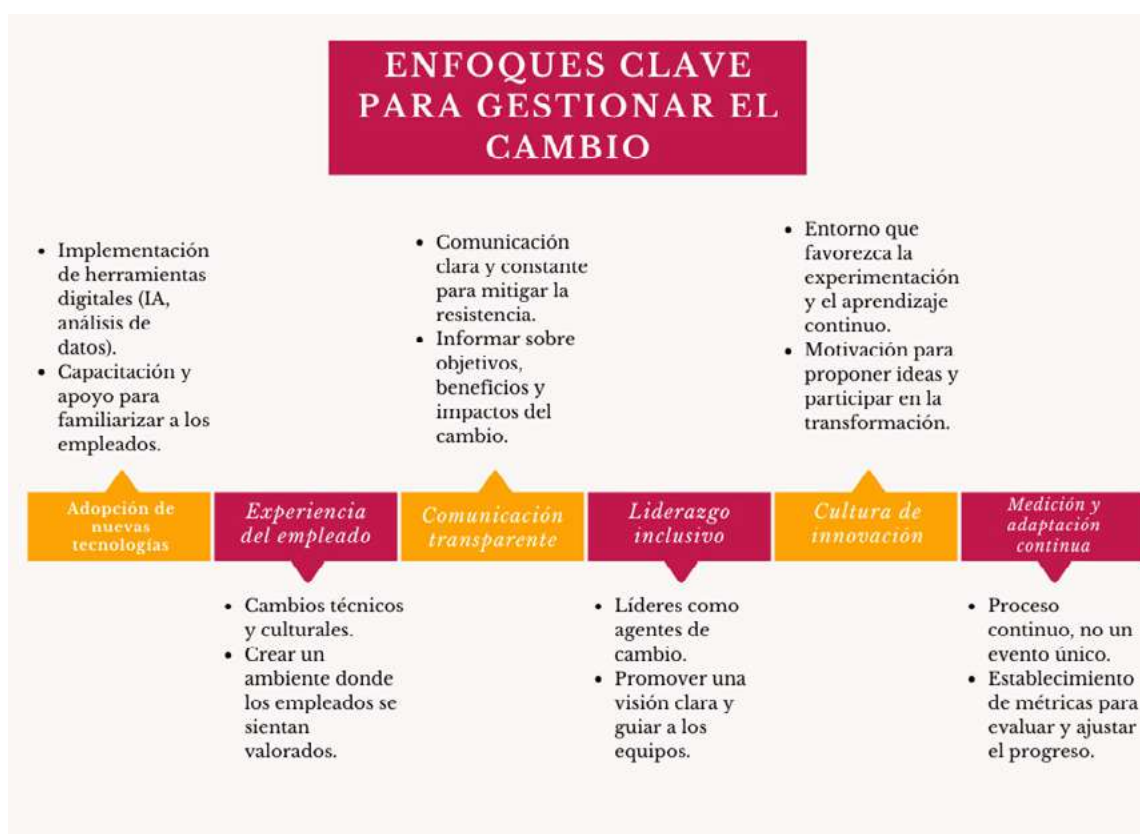 ENFOQUES CLAVE
PARA GESTIONAR EL
CAMBIO
• Implementación
de herramientas
digitales (IA,
análisis de
datos).
• Capacitación y
apoyo para
familiarizar a los
empleados.
• Comunicación
clara y constante
para mitigar la
resistencia.
• Informar sobre
objetivos,
beneficios y
impactos del
cambio.
• Entorno que
favorezca la
experimentación
y el aprendizaje
continuo.
• Motivación para
proponer ideas y
participar en la
transformación.
Adopción de
nuevas
tecnologías
Experiencia
del empleado
Comunicación
transparente
Liderazgo
inclusivo
Cultura de
innovación
Medición y
adaptación
continua
• Cambios técnicos
y culturales.
• Crear un
ambiente donde
los empleados se
sientan
valorados.
• Líderes como
agentes de
cambio.
• Promover una
visión clara y
guiar a los
equipos.
• Proceso
continuo, no un
evento único.
• Establecimiento
de métricas para
evaluar y ajustar
el progreso.